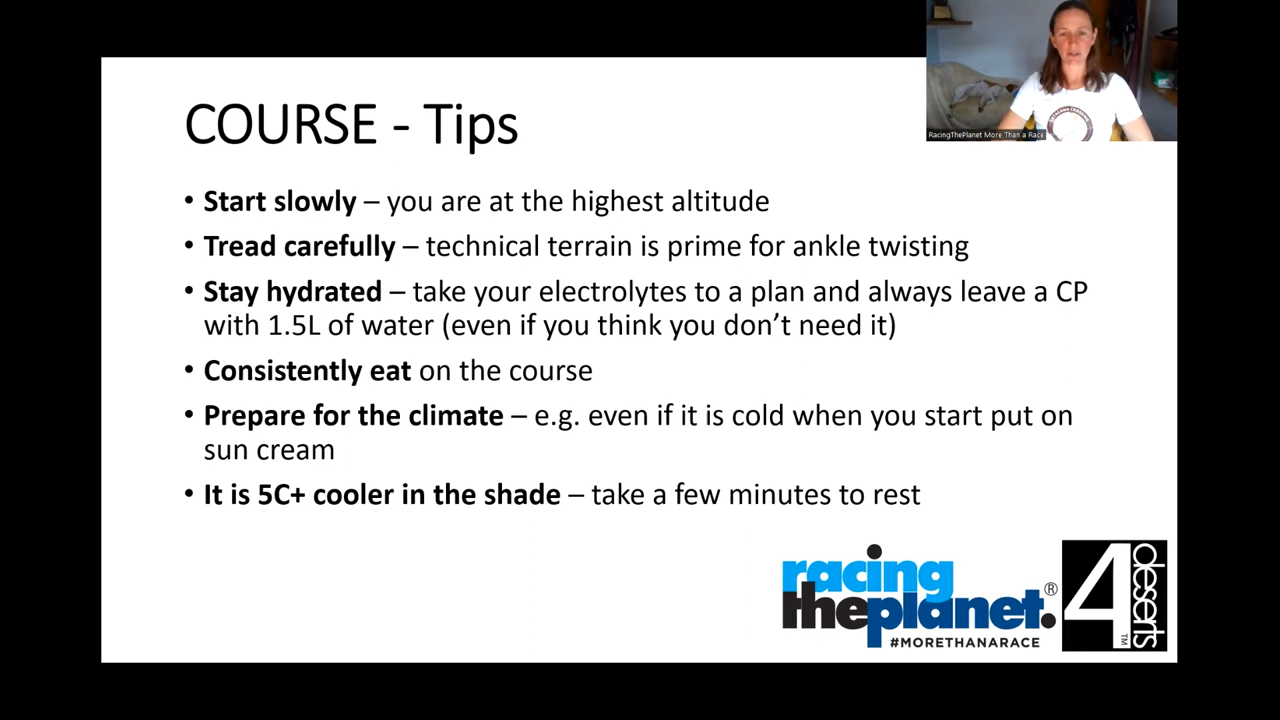 RacingThePlanet More Than a Race
COURSE - Tips
• Start slowly – you are at the highest altitude
• Tread carefully – technical terrain is prime for ankle twisting
• Stay hydrated – take your electrolytes to a plan and always leave a CP
with 1.5L of water (even if you think you don’t need it)
• Consistently eat on the course
• Prepare for the climate – e.g. even if it is cold when you start put on
sun cream
• It is 5C+ cooler in the shade – take a few minutes to rest
racing
theplanet.®
#MORETHANARACE
4 deserts
TM